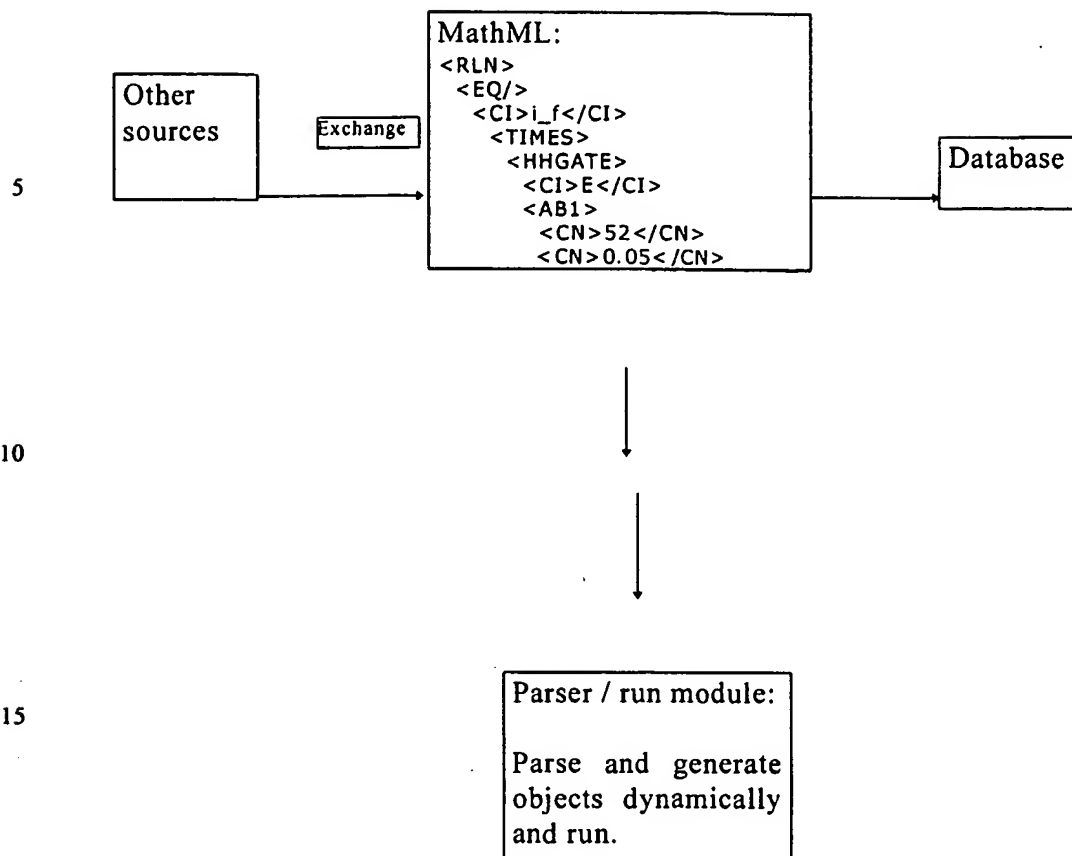 MathML:
<RLN>
<EQ/>
<CI>i_f</CI>
<TIMES>
<HHGATE>
<CI>E</CI>
<AB1>
<CN>52</CN>
<CN>0.05</CN>
Other
sources
Exchange
Database
5
10
15
Parser / run module:
Parse and generate
objects dynamically
and run.